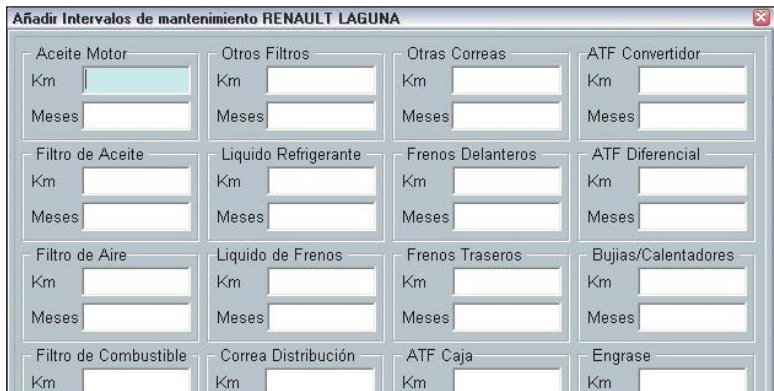 Añadir Intervalos de mantenimiento RENAULT LAGUNA
Aceite Motor Otros Filtros Otras Correas ATF Convertidor
Km Km Km Km
Meses Meses Meses Meses
Filtro de Aceite Liquido Refrigerante Frenos Delanteros ATF Diferencial
Km Km Km Km
Meses Meses Meses Meses
Filtro de Aire Liquido de Frenos Frenos Traseros Bujias/Calentadores
Km Km Km Km
Meses Meses Meses Meses
Filtro de Combustible Correa Distribución ATF Caja Engrase
Km Km Km Km